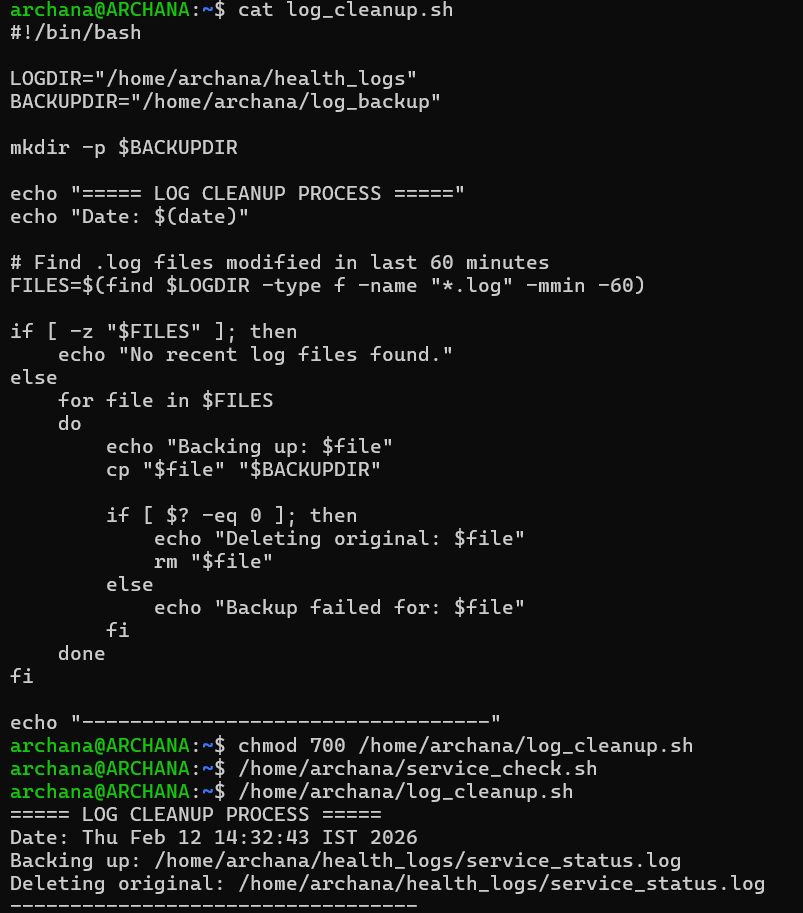 archana@ARCHANA:~$ cat log_cleanup.sh
#!/bin/bash

LOGDIR="/home/archana/health_logs"
BACKUPDIR="/home/archana/log_backup"

mkdir -p $BACKUPDIR

echo "===== LOG CLEANUP PROCESS ====="
echo "Date: $(date)"

# Find .log files modified in last 60 minutes
FILES=$(find $LOGDIR -type f -name "*.log" -mmin -60)

if [ -z "$FILES" ]; then
    echo "No recent log files found."
else
    for file in $FILES
    do
        echo "Backing up: $file"
        cp "$file" "$BACKUPDIR"

        if [ $? -eq 0 ]; then
            echo "Deleting original: $file"
            rm "$file"
        else
            echo "Backup failed for: $file"
        fi
    done
fi

echo "----------------------------------"
archana@ARCHANA:~$ chmod 700 /home/archana/log_cleanup.sh
archana@ARCHANA:~$ /home/archana/service_check.sh
archana@ARCHANA:~$ /home/archana/log_cleanup.sh
===== LOG CLEANUP PROCESS =====
Date: Thu Feb 12 14:32:43 IST 2026
Backing up: /home/archana/health_logs/service_status.log
Deleting original: /home/archana/health_logs/service_status.log
----------------------------------